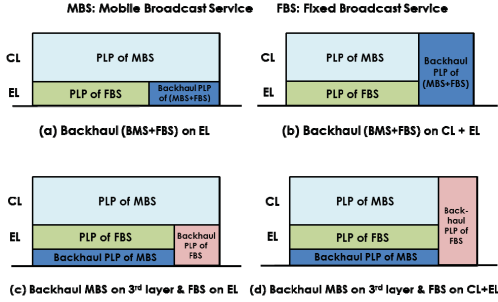 MBS: Mobile Broadcast Service FBS: Fixed Broadcast Service
CL
PLP of MBS
EL
PLP of FBS
Backhaul PLP
of (MBS+FBS)
(a) Backhaul (BMS+FBS) on EL
PLP of MBS
PLP of FBS
Backhaul
PLP of
(MBS+FBS)
(b) Backhaul (BMS+FBS) on CL + EL
CL
PLP of MBS
EL
PLP of FBS
Backhaul PLP of MBS
Backhaul
PLP of
FBS
(c) Backhaul MBS on 3rd layer & FBS on EL
PLP of MBS
PLP of FBS
Backhaul PLP of MBS
Back-
haul
PLP of
FBS
(d) Backhaul MBS on 3rd layer & FBS on CL+EL